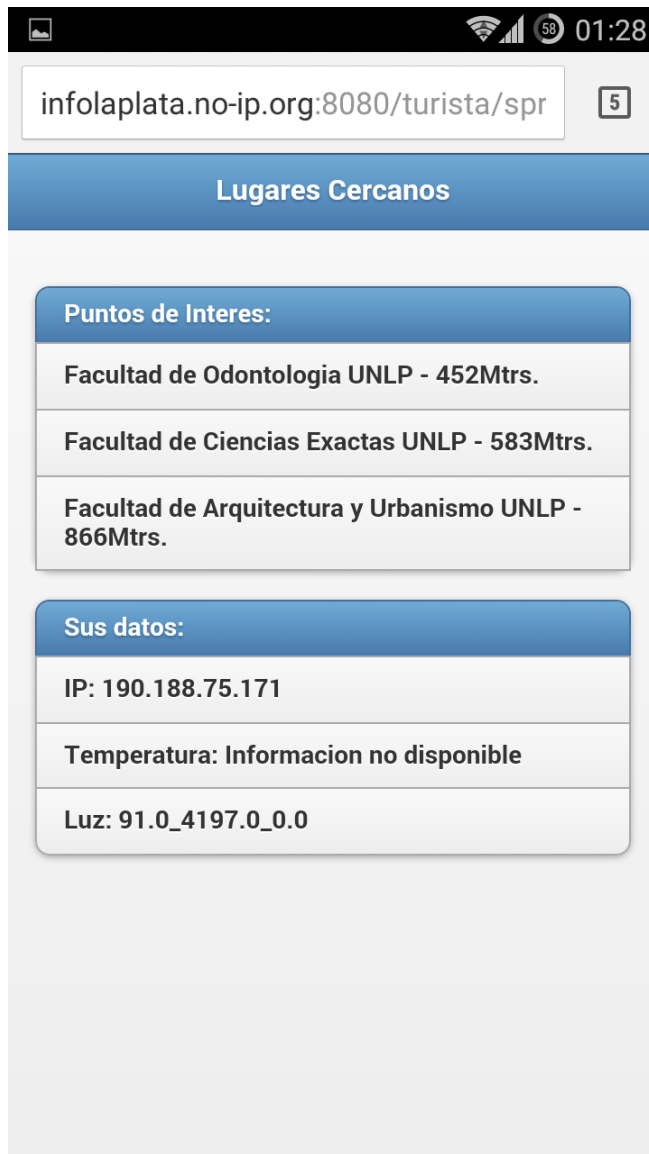 58 01:28
infolaplata.no-ip.org:8080/turista/spr
5
Lugares Cercanos
Puntos de Interes:
Facultad de Odontologia UNLP - 452Mtrs.
Facultad de Ciencias Exactas UNLP - 583Mtrs.
Facultad de Arquitectura y Urbanismo UNLP -
866Mtrs.
Sus datos:
IP: 190.188.75.171
Temperatura: Informacion no disponible
Luz: 91.0_4197.0_0.0